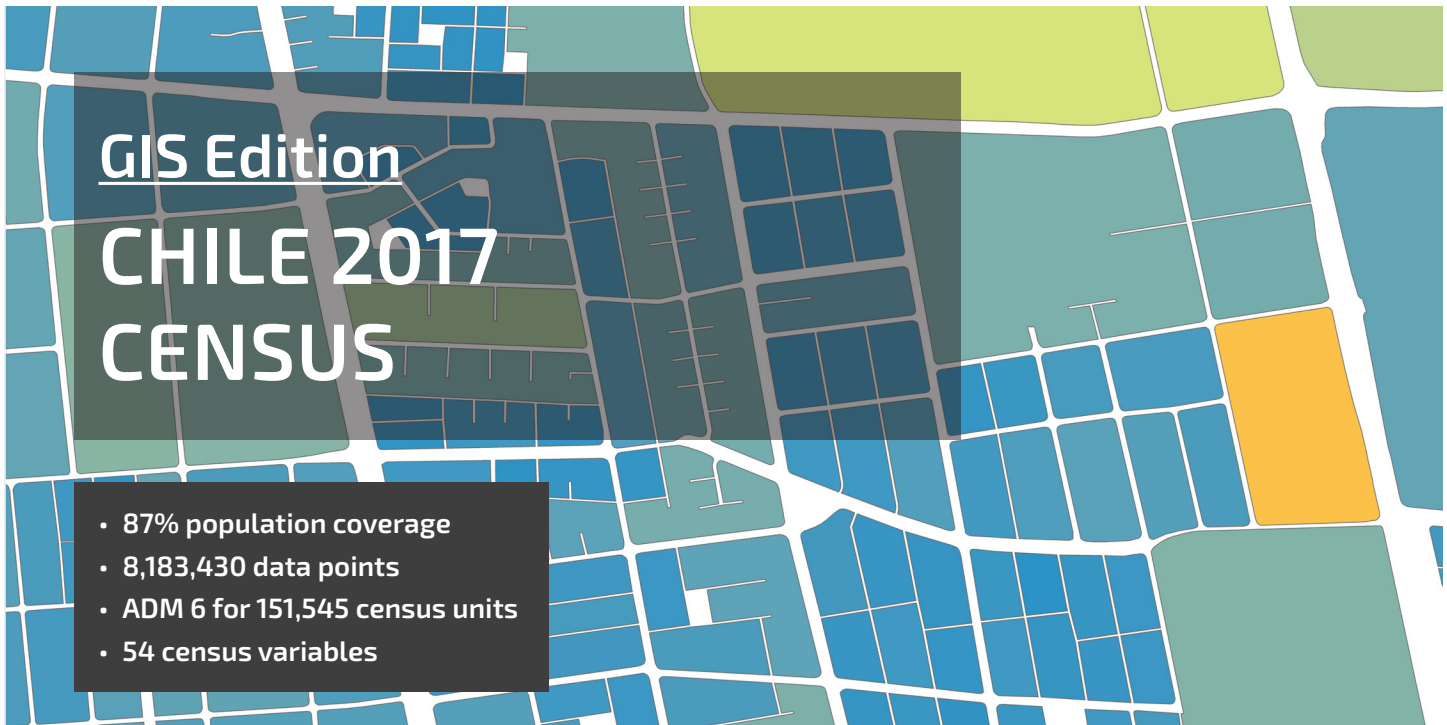 GIS Edition
CHILE 2017
CENSUS
• 87% population coverage
• 8,183,430 data points
• ADM 6 for 151,545 census units
• 54 census variables